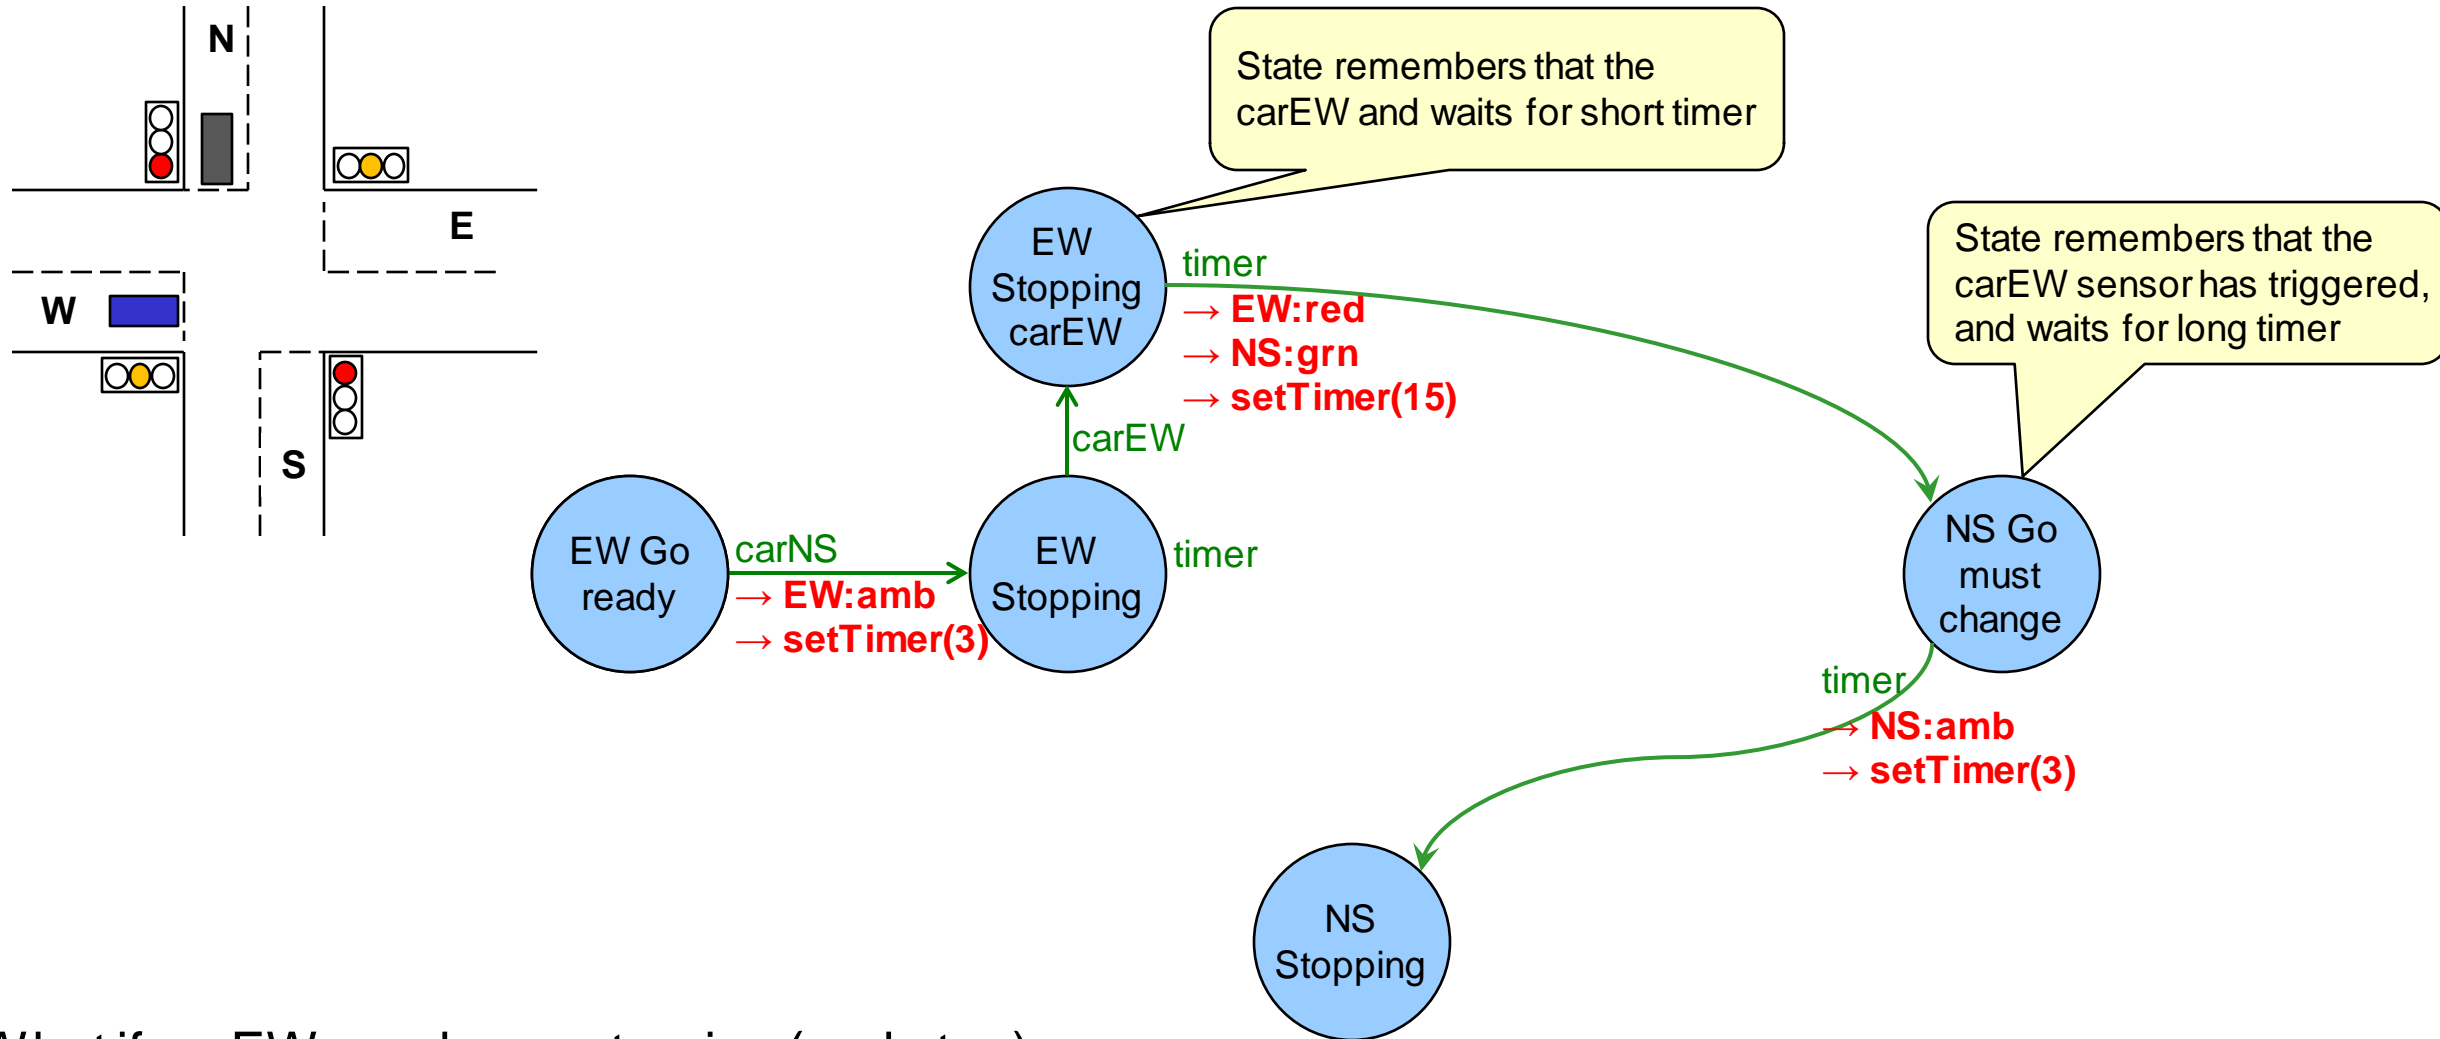 N
E
W
S
State remembers that the
carEW and waits for short timer
State remembers that the
carEW sensor has triggered,
and waits for long timer
EW
Stopping
carEW
timer
→ EW:red
→ NS:grn
→ setTimer(15)
carEW
EW Go
ready
carNS
→ EW:amb
→ setTimer(3)
EW
Stopping
timer
NS Go
must
change
timer
→ NS:amb
→ setTimer(3)
NS
Stopping